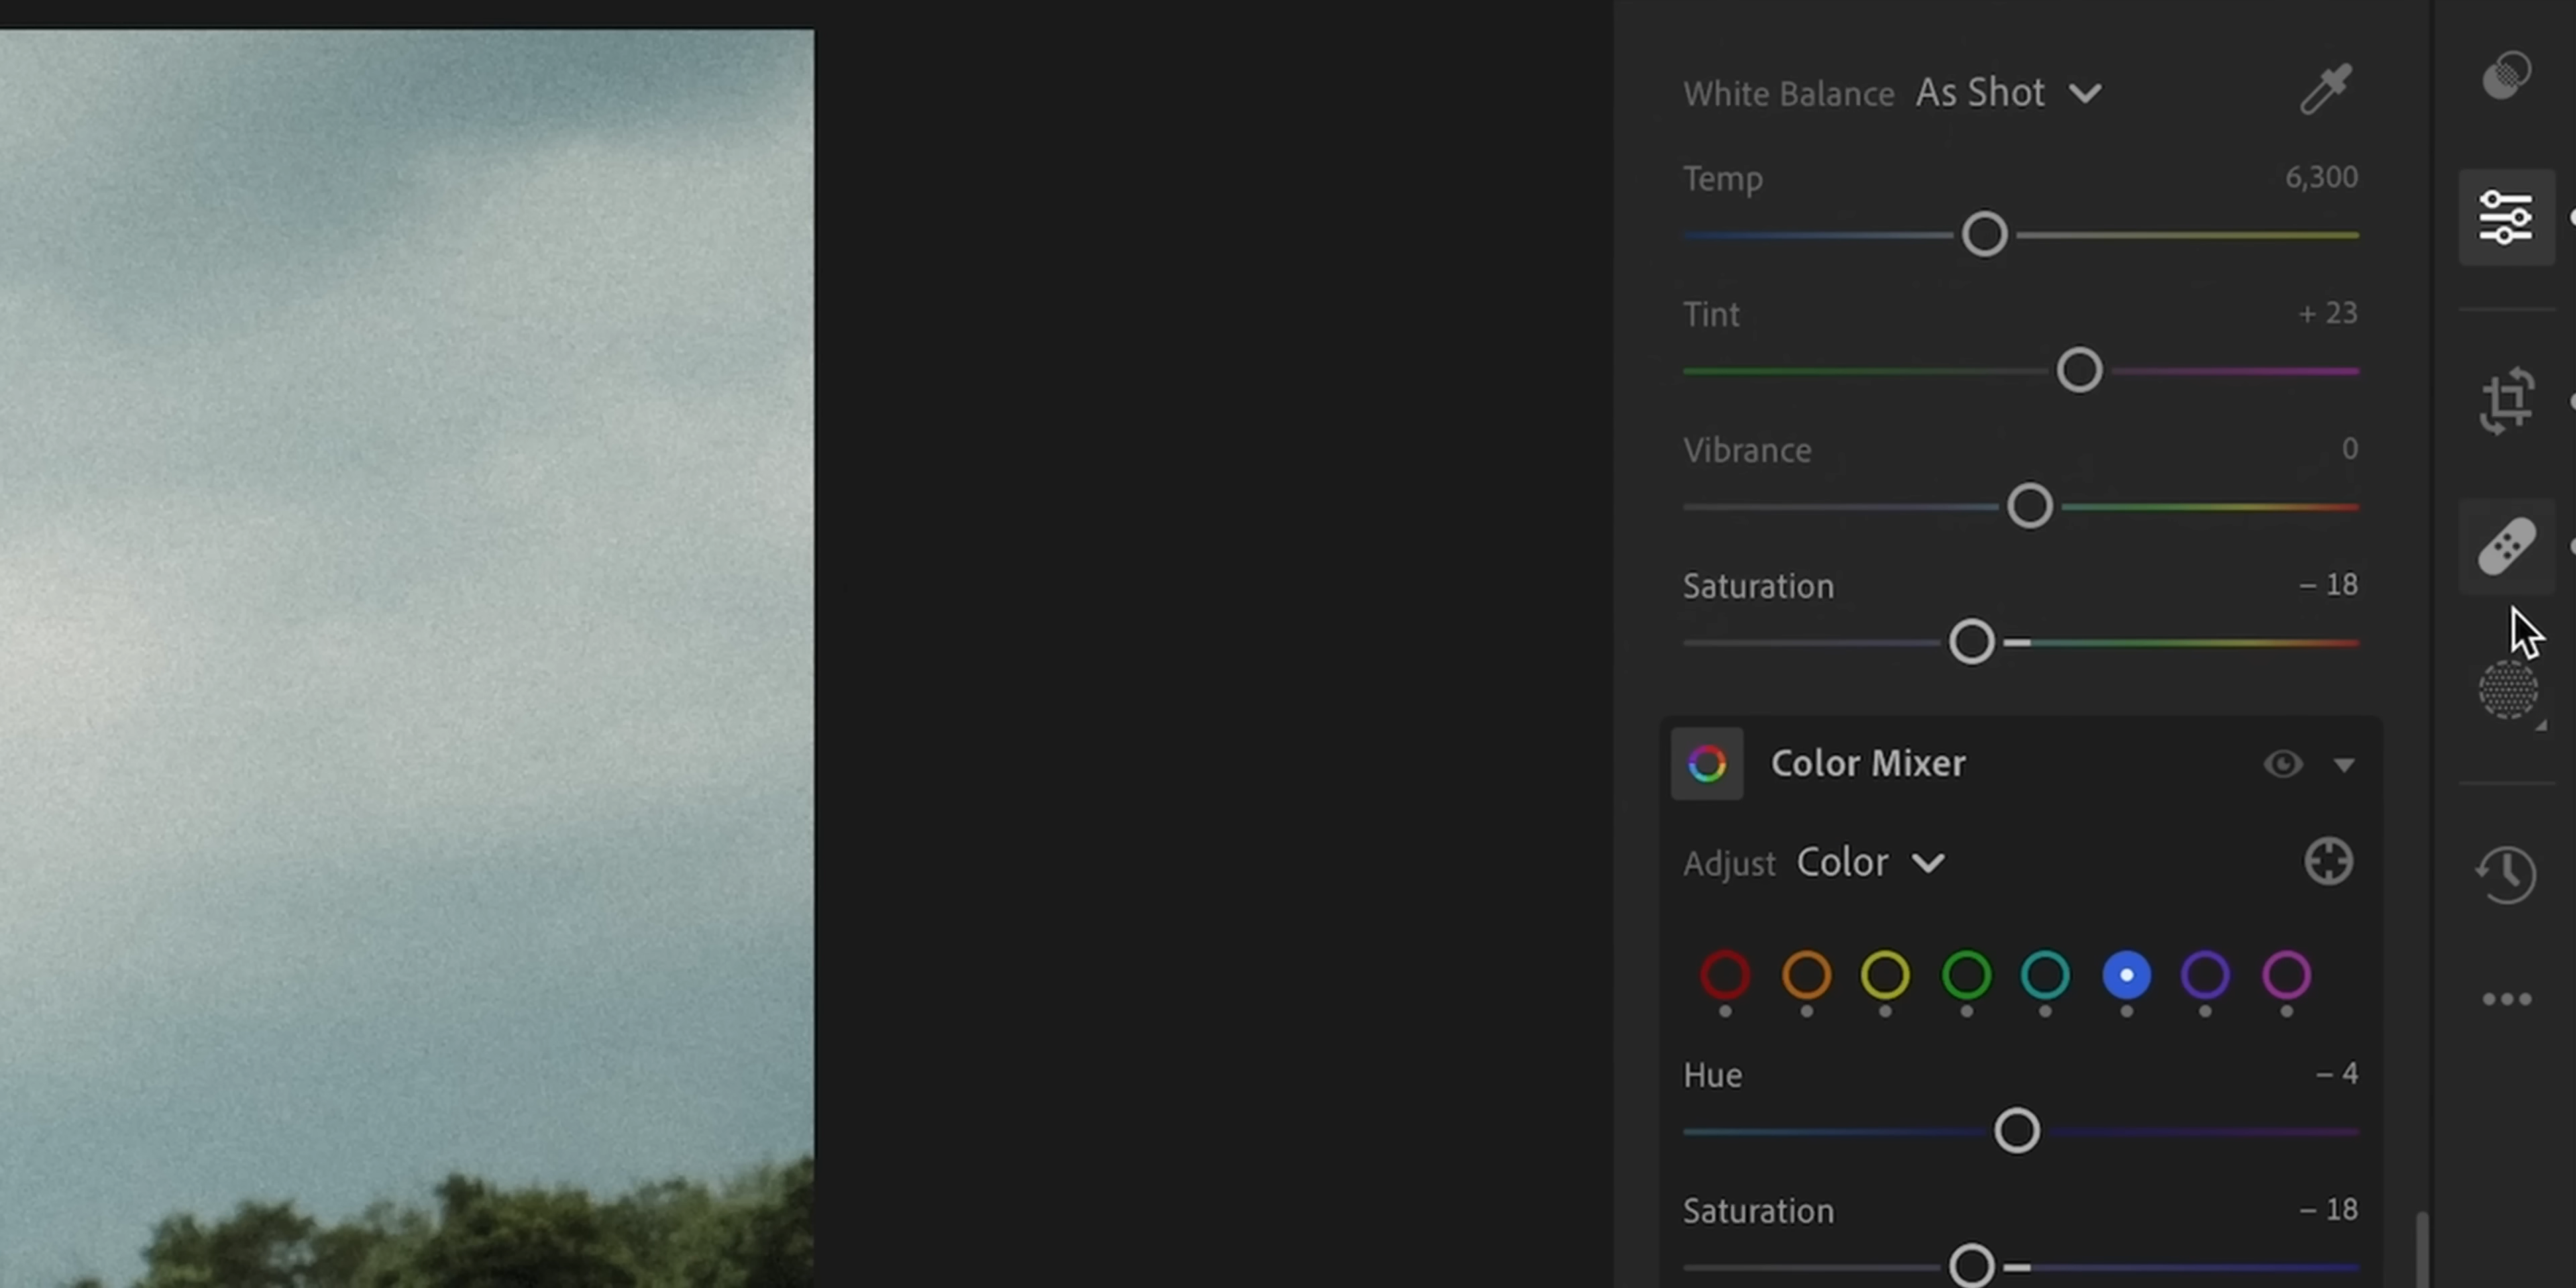 White Balance As Shot
Temp 6,300
Tint + 23
Vibrance 0
Saturation – 18
Color Mixer
Adjust Color
Hue – 4
Saturation – 18